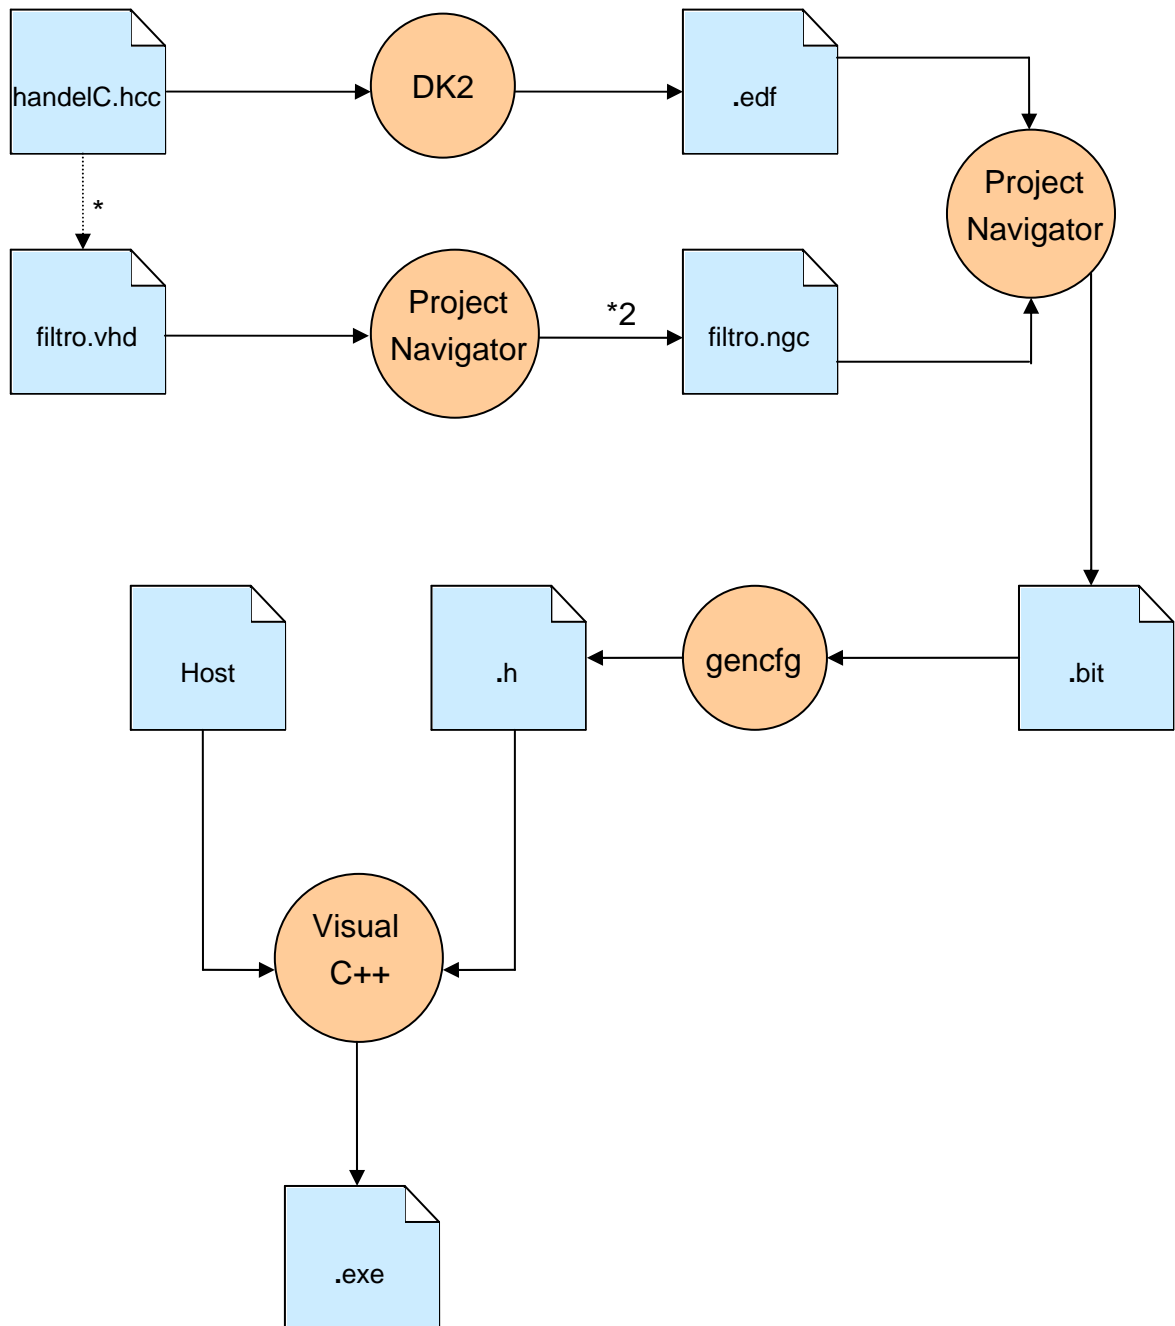 handelC.hcc
DK2
.edf
Project
Navigator
*
filtro.vhd
Project
Navigator
*2
filtro.ngc
Host
.h
gencfg
.bit
Visual
C++
.exe